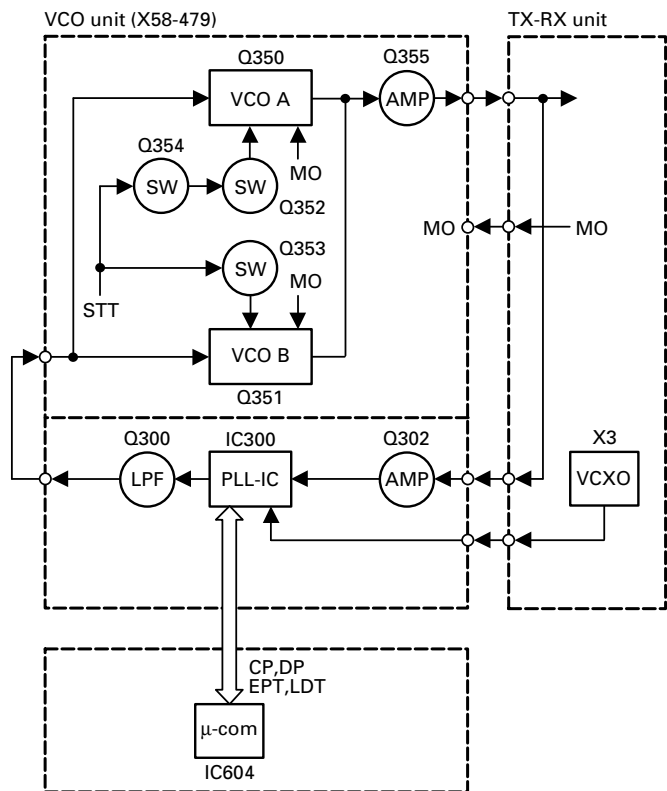 VCO unit (X58-479)
TX-RX unit
Q350
Q355
VCO A
AMP
Q354
MO
SW
SW
Q352
Q353
MO
MO
SW
MO
STT
VCO B
Q351
Q300
IC300
Q302
X3
LPF
PLL-IC
AMP
VCXO
CP,DP
EPT,LDT
μ-com
IC604